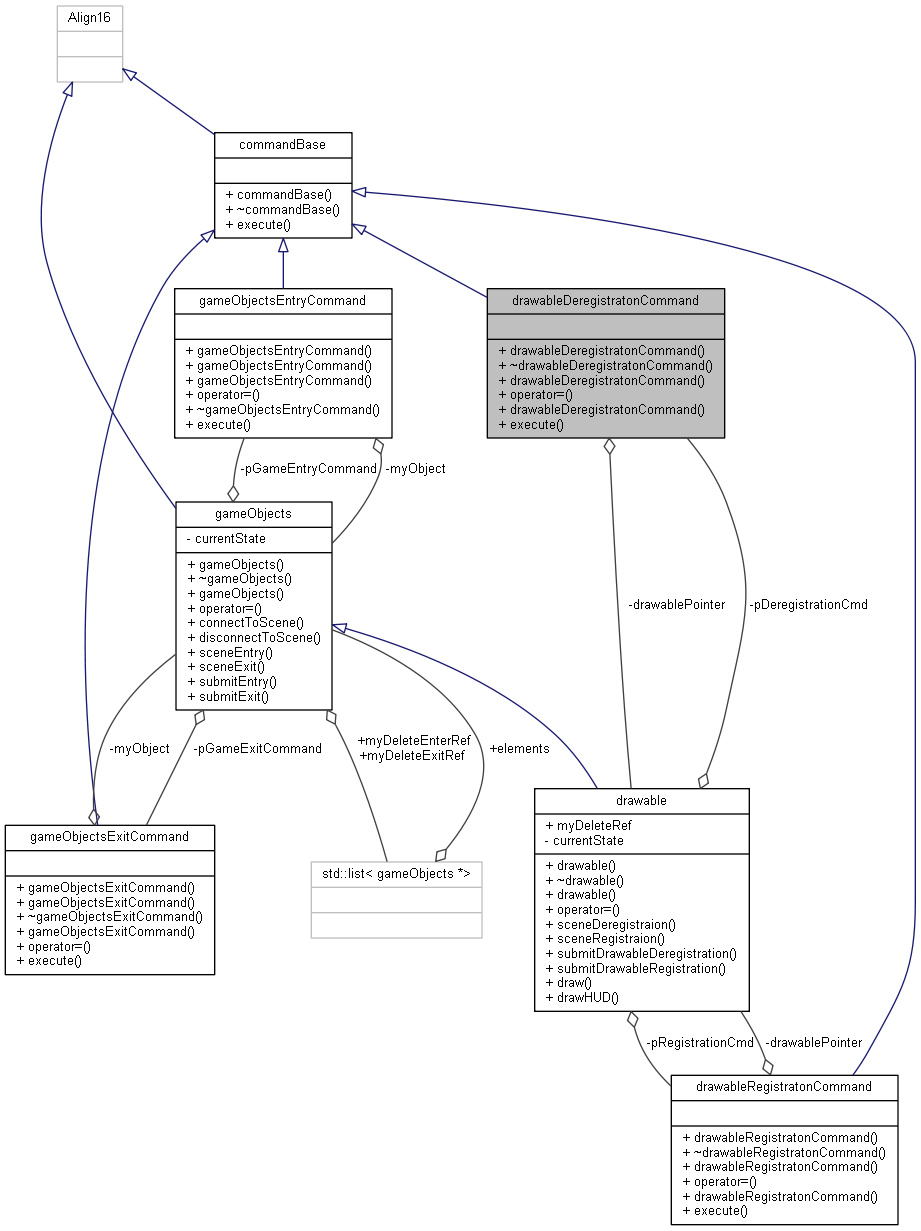 Align16
commandBase
+ commandBase()
+ ~commandBase()
+ execute()
gameObjectsEntryCommand
+ gameObjectsEntryCommand()
+ gameObjectsEntryCommand()
+ gameObjectsEntryCommand()
+ operator=()
+ ~gameObjectsEntryCommand()
+ execute()
drawableDeregistratonCommand
+ drawableDeregistratonCommand()
+ ~drawableDeregistratonCommand()
+ drawableDeregistratonCommand()
+ operator=()
+ drawableDeregistratonCommand()
+ execute()
-pGameEntryCommand
-myObject
gameObjects
- currentState
+ gameObjects()
+ ~gameObjects()
+ gameObjects()
+ operator=()
+ connectToScene()
+ disconnectToScene()
+ sceneEntry()
+ sceneExit()
+ submitEntry()
+ submitExit()
-drawablePointer
-pDeregistrationCmd
-myObject
-pGameExitCommand
+myDeleteEnterRef
+myDeleteExitRef
+elements
gameObjectsExitCommand
+ gameObjectsExitCommand()
+ gameObjectsExitCommand()
+ ~gameObjectsExitCommand()
+ gameObjectsExitCommand()
+ operator=()
+ execute()
std::list< gameObjects *>
drawable
+ myDeleteRef
- currentState
+ drawable()
+ ~drawable()
+ drawable()
+ operator=()
+ sceneDeregistraion()
+ sceneRegistraion()
+ submitDrawableDeregistration()
+ submitDrawableRegistration()
+ draw()
+ drawHUD()
-pRegistrationCmd
-drawablePointer
drawableRegistratonCommand
+ drawableRegistratonCommand()
+ ~drawableRegistratonCommand()
+ drawableRegistratonCommand()
+ operator=()
+ drawableRegistratonCommand()
+ execute()